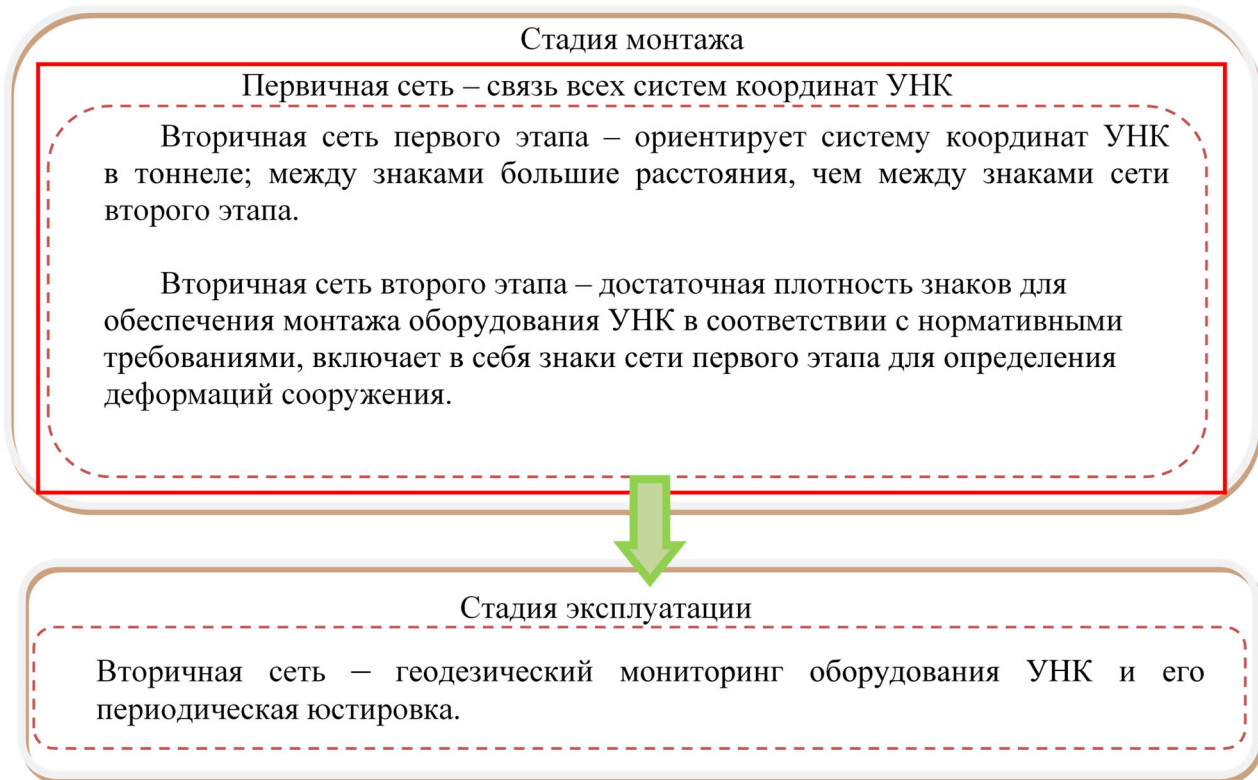 Стадия монтажа
Первичная сеть – связь всех систем координат УНК
Вторичная сеть первого этапа – ориентирует систему координат УНК
в тоннеле; между знаками большие расстояния, чем между знаками сети
второго этапа.
Вторичная сеть второго этапа – достаточная плотность знаков для
обеспечения монтажа оборудования УНК в соответствии с нормативными
требованиями, включает в себя знаки сети первого этапа для определения
деформаций сооружения.
Стадия эксплуатации
Вторичная сеть – геодезический мониторинг оборудования УНК и его
периодическая юстировка.